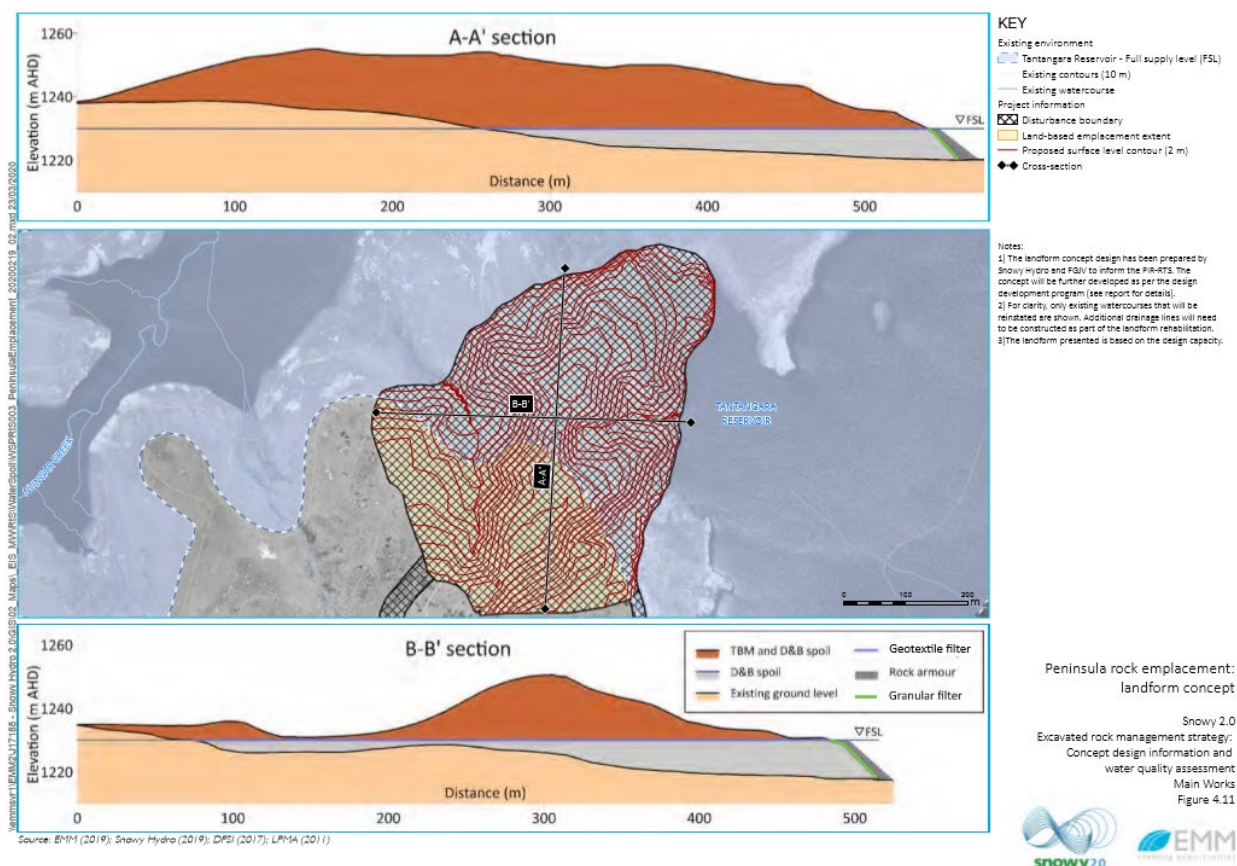 A-A' section
1260
1240
1220
Elevation (m AHD)
FSL
Distance (m)
0 100 200 300 400 500
KEY
Existing environment
Tantangara Reservoir - Full supply level (FSL)
Existing contours (10 m)
Existing watercourse
Project information
Disturbance boundary
Land-based emplacement extent
Proposed surface level contour (2 m)
Cross-section
Notes:
1) The landform concept design has been prepared by
Snowy Hydro and FGJV to inform the PIR-RTS. The
concept will be further developed as per the design
development program (see report for details).
2) For clarity, only existing watercourses that will be
reinstated are shown. Additional drainage lines will need
to be constructed as part of the landform rehabilitation.
3)The landform presented is based on the design capacity.
B-B'
A-A'
TANTANGARA
RESERVOIR
NUNGAR CREEK
0 100 200
m
B-B' section
1260
1240
1220
Elevation (m AHD)
TBM and D&B spoil
D&B spoil
Existing ground level
Geotextile filter
Rock armour
Granular filter
FSL
Distance (m)
0 100 200 300 400 500
Source: EMM (2019); Snowy Hydro (2019); DFSI (2017); LPMA (2011)
Peninsula rock emplacement:
landform concept
Snowy 2.0
Excavated rock management strategy:
Concept design information and
water quality assessment
Main Works
Figure 4.11
snowy2.0
EMM
creating opportunities